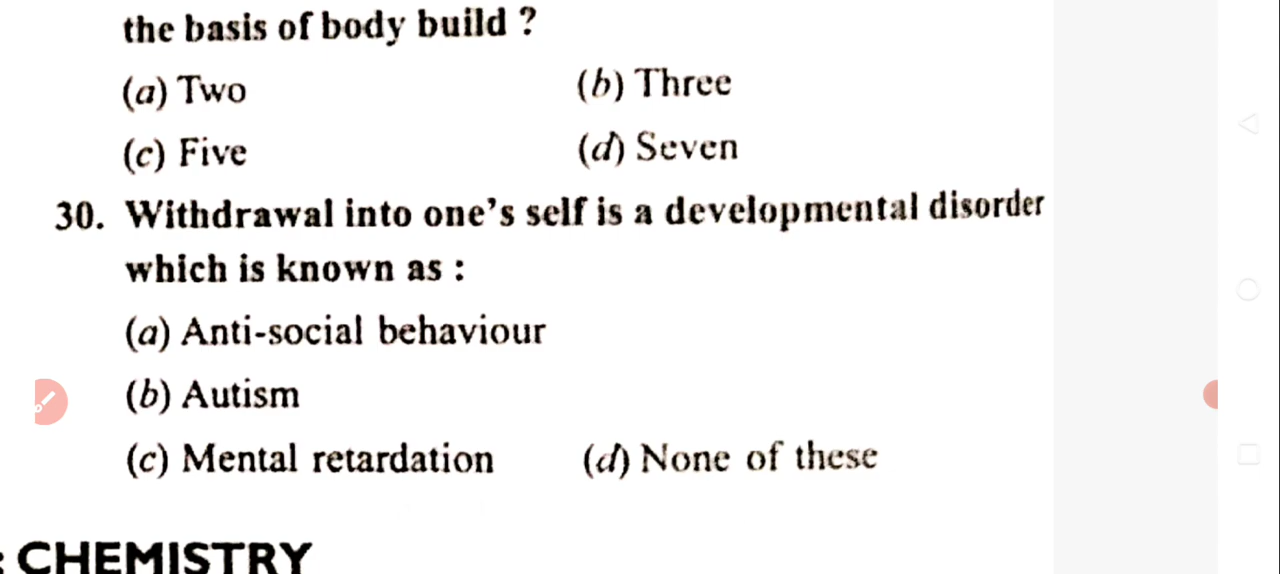 the basis of body build ?
(a) Two (b) Three
(c) Five (d) Seven
30. Withdrawal into one's self is a developmental disorder
which is known as :
(a) Anti-social behaviour
(b) Autism
(c) Mental retardation (d) None of these
: CHEMISTRY